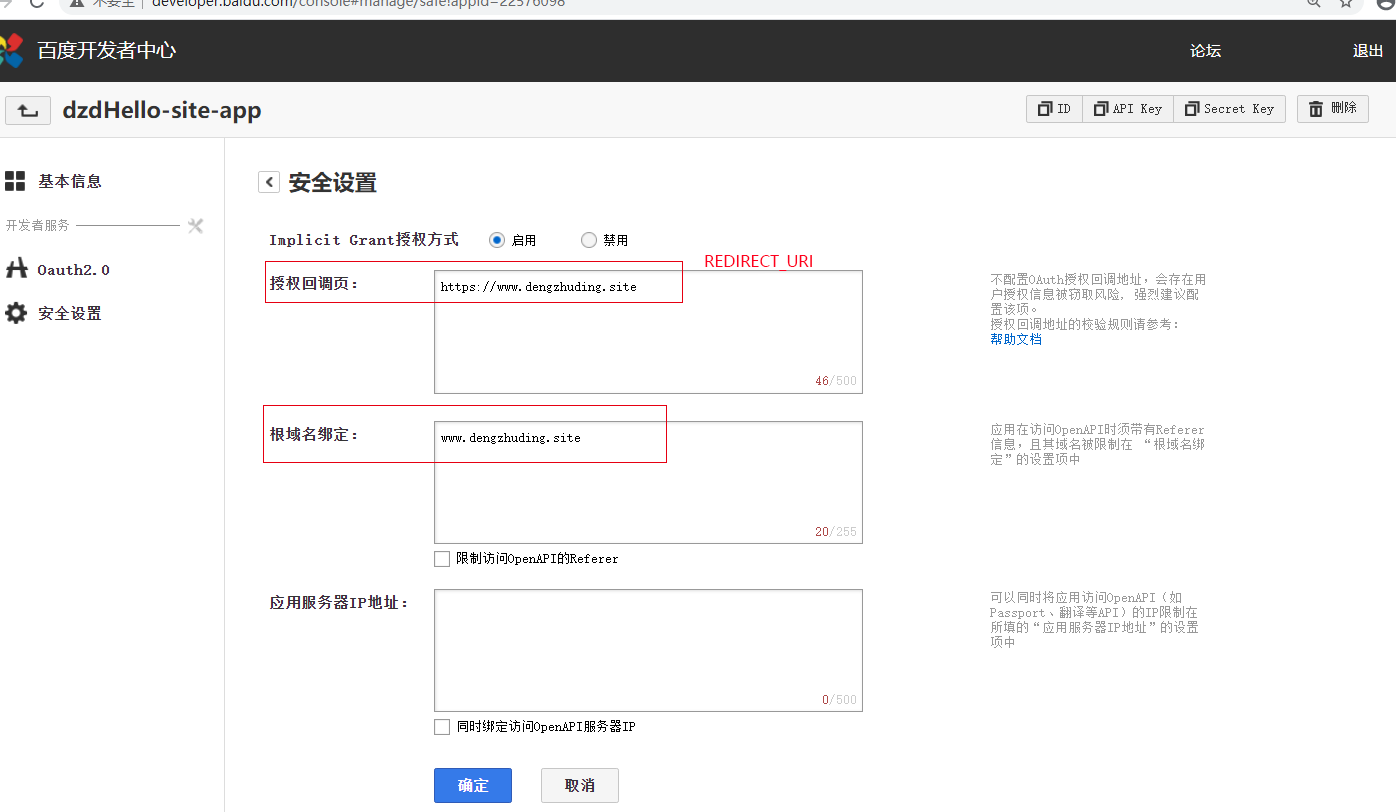 不安全 | developer.baidu.com/console#manage/safe!appid=22576098
百度开发者中心 论坛 退出
dzdHello-site-app ID API Key Secret Key 删除
基本信息
开发者服务
Oauth2.0
安全设置
安全设置
Implicit Grant授权方式 启用 禁用
REDIRECT_URI
授权回调页:
https://www.dengzhuding.site
46/500
不配置OAuth授权回调地址，会存在用
户授权信息被窃取风险, 强烈建议配
置该项。
授权回调地址的校验规则请参考:
帮助文档
根域名绑定:
www.dengzhuding.site
20/255
应用在访问OpenAPI时须带有Referer
信息，且其域名被限制在 “根域名绑
定”的设置项中
限制访问OpenAPI的Referer
应用服务器IP地址:
0/500
可以同时将应用访问OpenAPI（如
Passport、翻译等API）的IP限制在
所填的“应用服务器IP地址”的设置
项中
同时绑定访问OpenAPI服务器IP
确定 取消